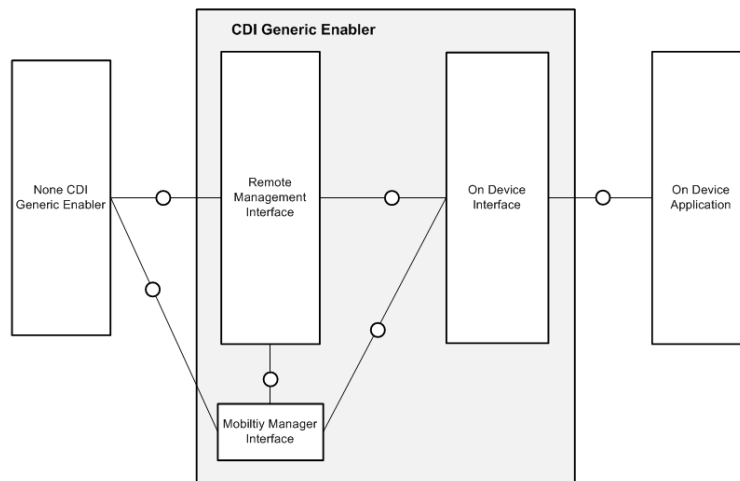 CDI Generic Enabler
None CDI
Generic Enabler
Remote
Management
Interface
On Device
Interface
On Device
Application
Mobiltiy Manager
Interface